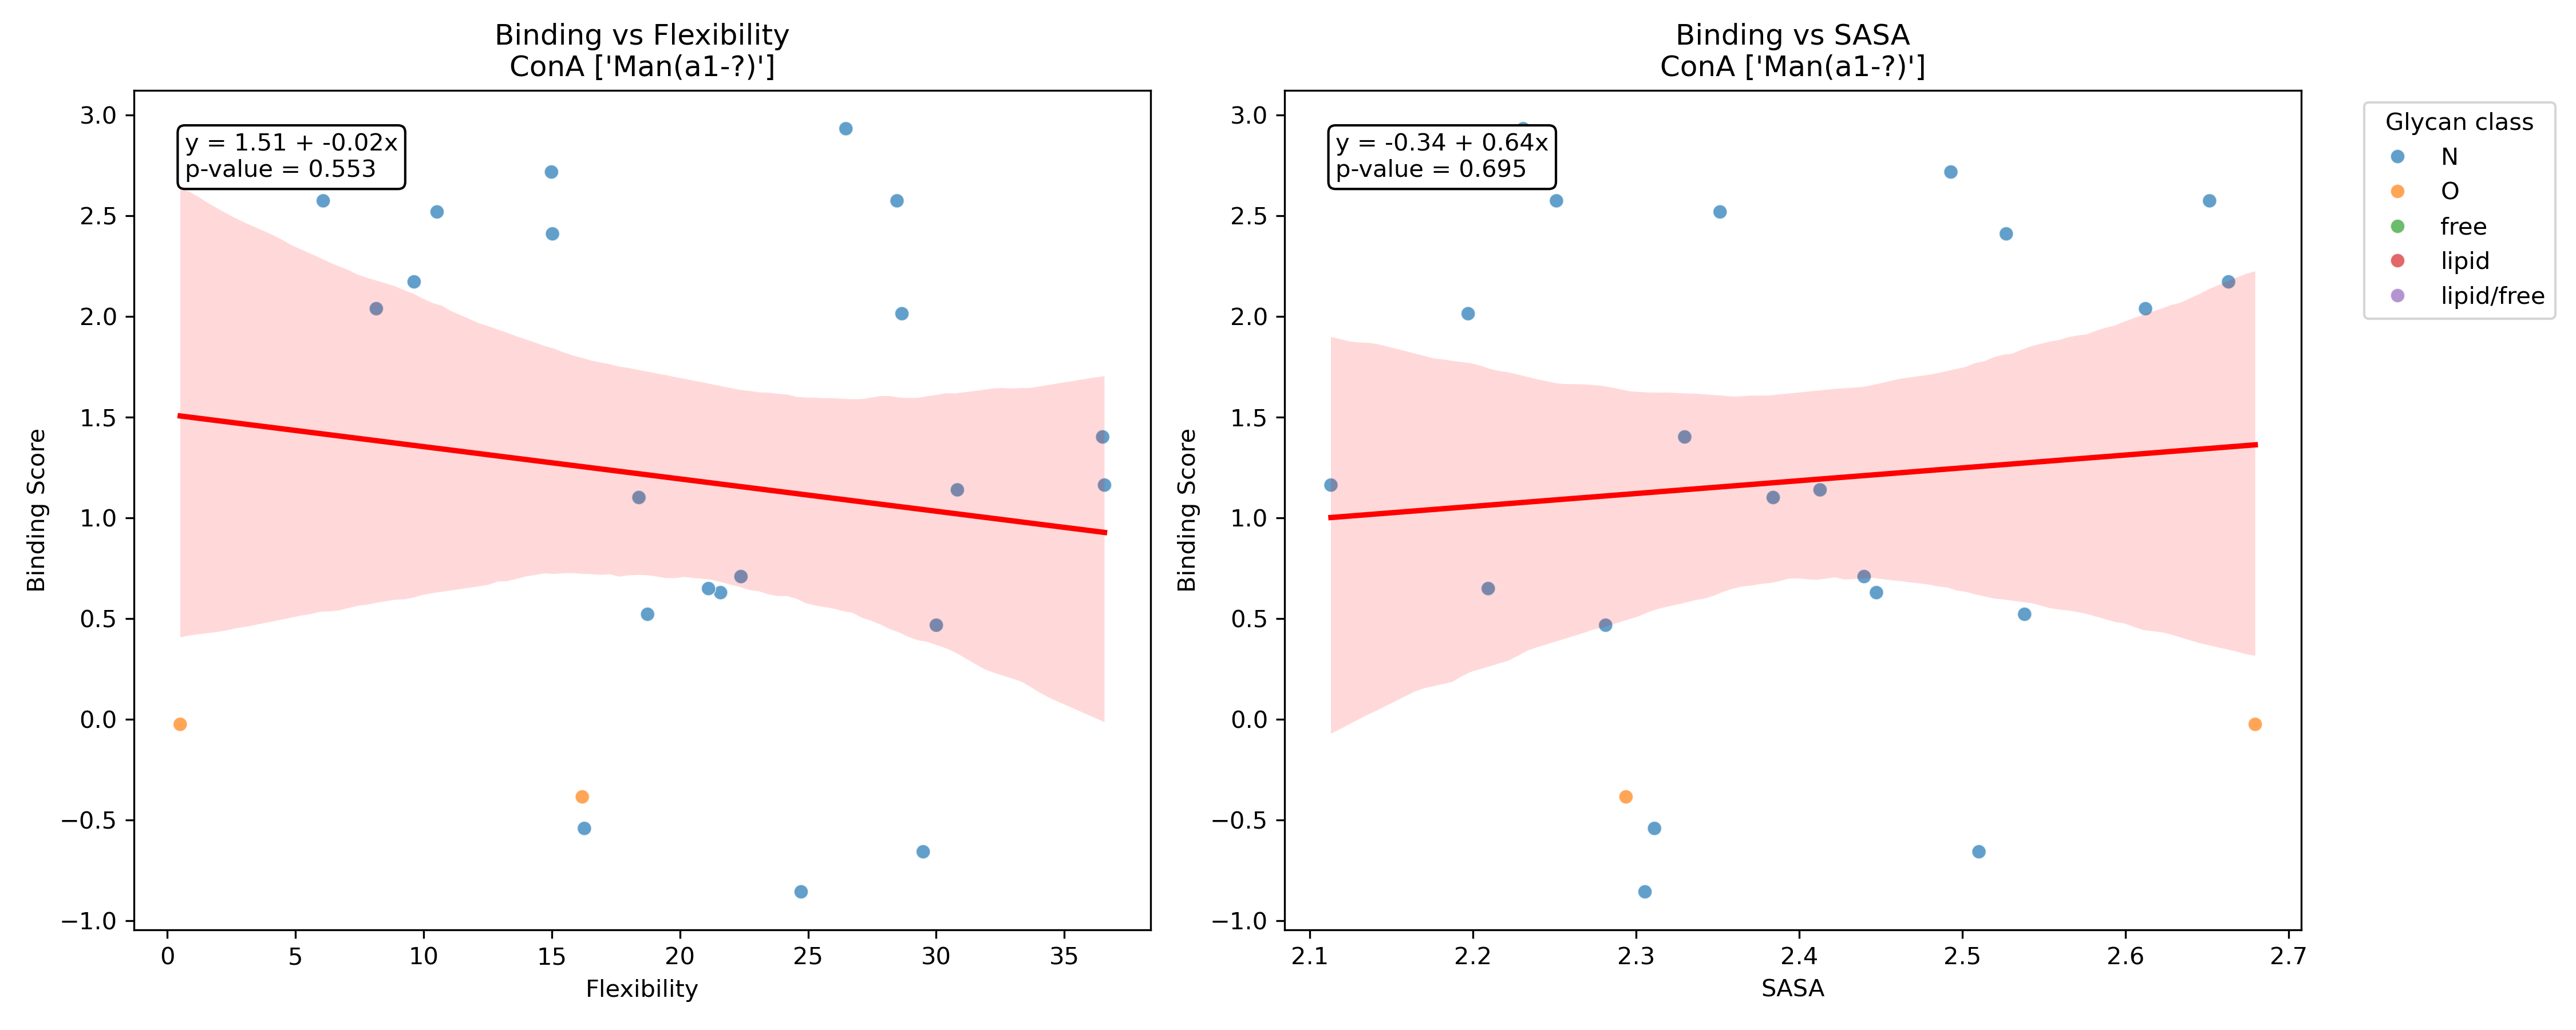 Binding vs Flexibility
ConA ['Man(a1-?)']
y = 1.51 + -0.02x
p-value = 0.553
3.0
2.5
2.0
1.5
1.0
0.5
0.0
−0.5
−1.0
Binding Score
0 5 10 15 20 25 30 35
Flexibility
Binding vs SASA
ConA ['Man(a1-?)']
y = -0.34 + 0.64x
p-value = 0.695
3.0
2.5
2.0
1.5
1.0
0.5
0.0
−0.5
−1.0
Binding Score
2.1 2.2 2.3 2.4 2.5 2.6 2.7
SASA
Glycan class
N
O
free
lipid
lipid/free